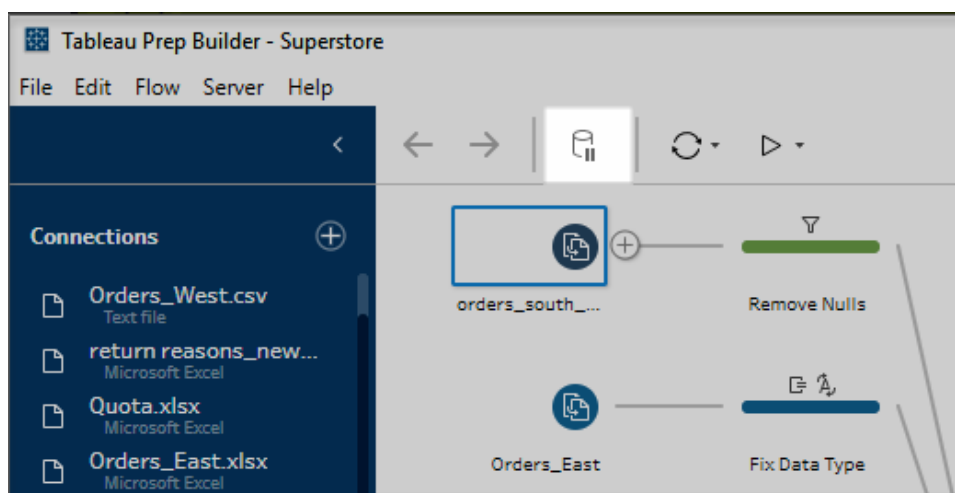 Tableau Prep Builder - Superstore
File Edit Flow Server Help
Connections
Orders_West.csv
Text file
return reasons_new...
Microsoft Excel
Quota.xlsx
Microsoft Excel
Orders_East.xlsx
Microsoft Excel
orders_south_...
Remove Nulls
Orders_East
Fix Data Type